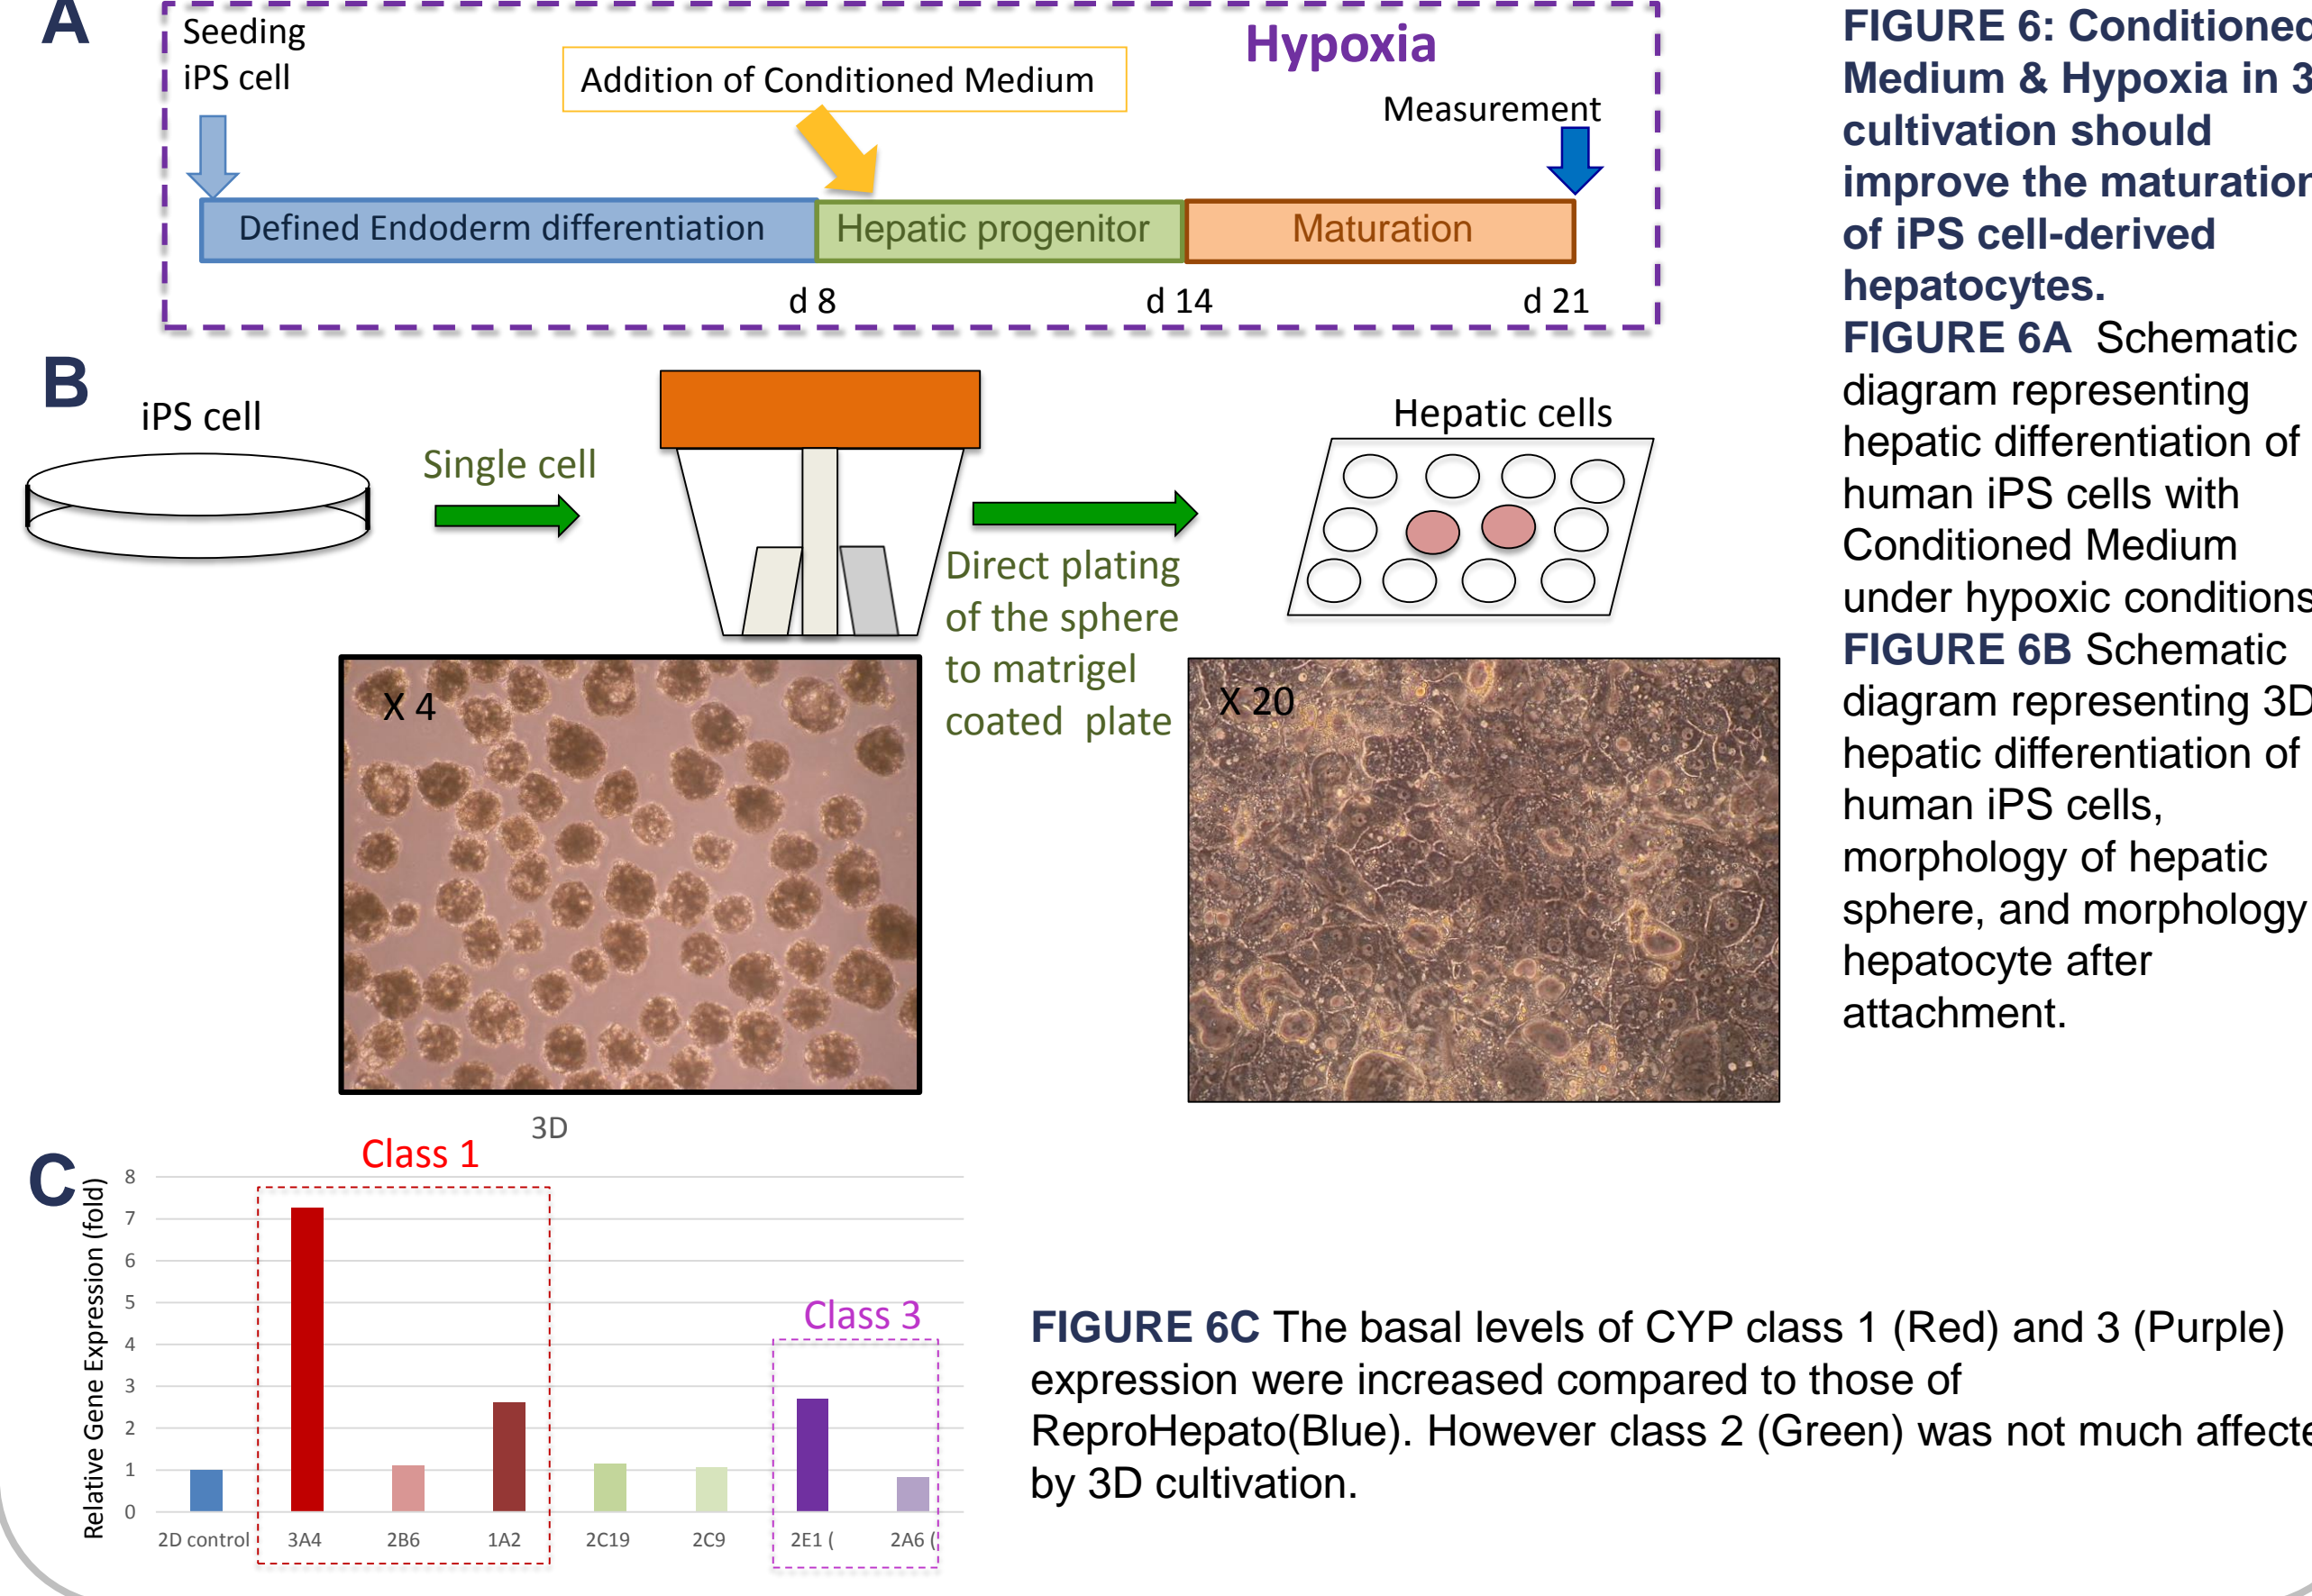 A
Seeding
iPS cell
Addition of Conditioned Medium
Hypoxia
Measurement
Defined Endoderm differentiation
Hepatic progenitor
Maturation
d 8
d 14
d 21
B
iPS cell
Single cell
Direct plating
of the sphere
to matrigel
coated plate
Hepatic cells
X 4
X 20
FIGURE 6: Conditioned
Medium & Hypoxia in 3
cultivation should
improve the maturation
of iPS cell-derived
hepatocytes.
FIGURE 6A Schematic
diagram representing
hepatic differentiation of
human iPS cells with
Conditioned Medium
under hypoxic conditions
FIGURE 6B Schematic
diagram representing 3D
hepatic differentiation of
human iPS cells,
morphology of hepatic
sphere, and morphology
hepatocyte after
attachment.
C
3D
Class 1
Class 3
Relative Gene Expression (fold)
8
7
6
5
4
3
2
1
0
2D control 3A4 2B6 1A2 2C19 2C9 2E1 ( 2A6 (
FIGURE 6C The basal levels of CYP class 1 (Red) and 3 (Purple)
expression were increased compared to those of
ReproHepato(Blue). However class 2 (Green) was not much affecte
by 3D cultivation.